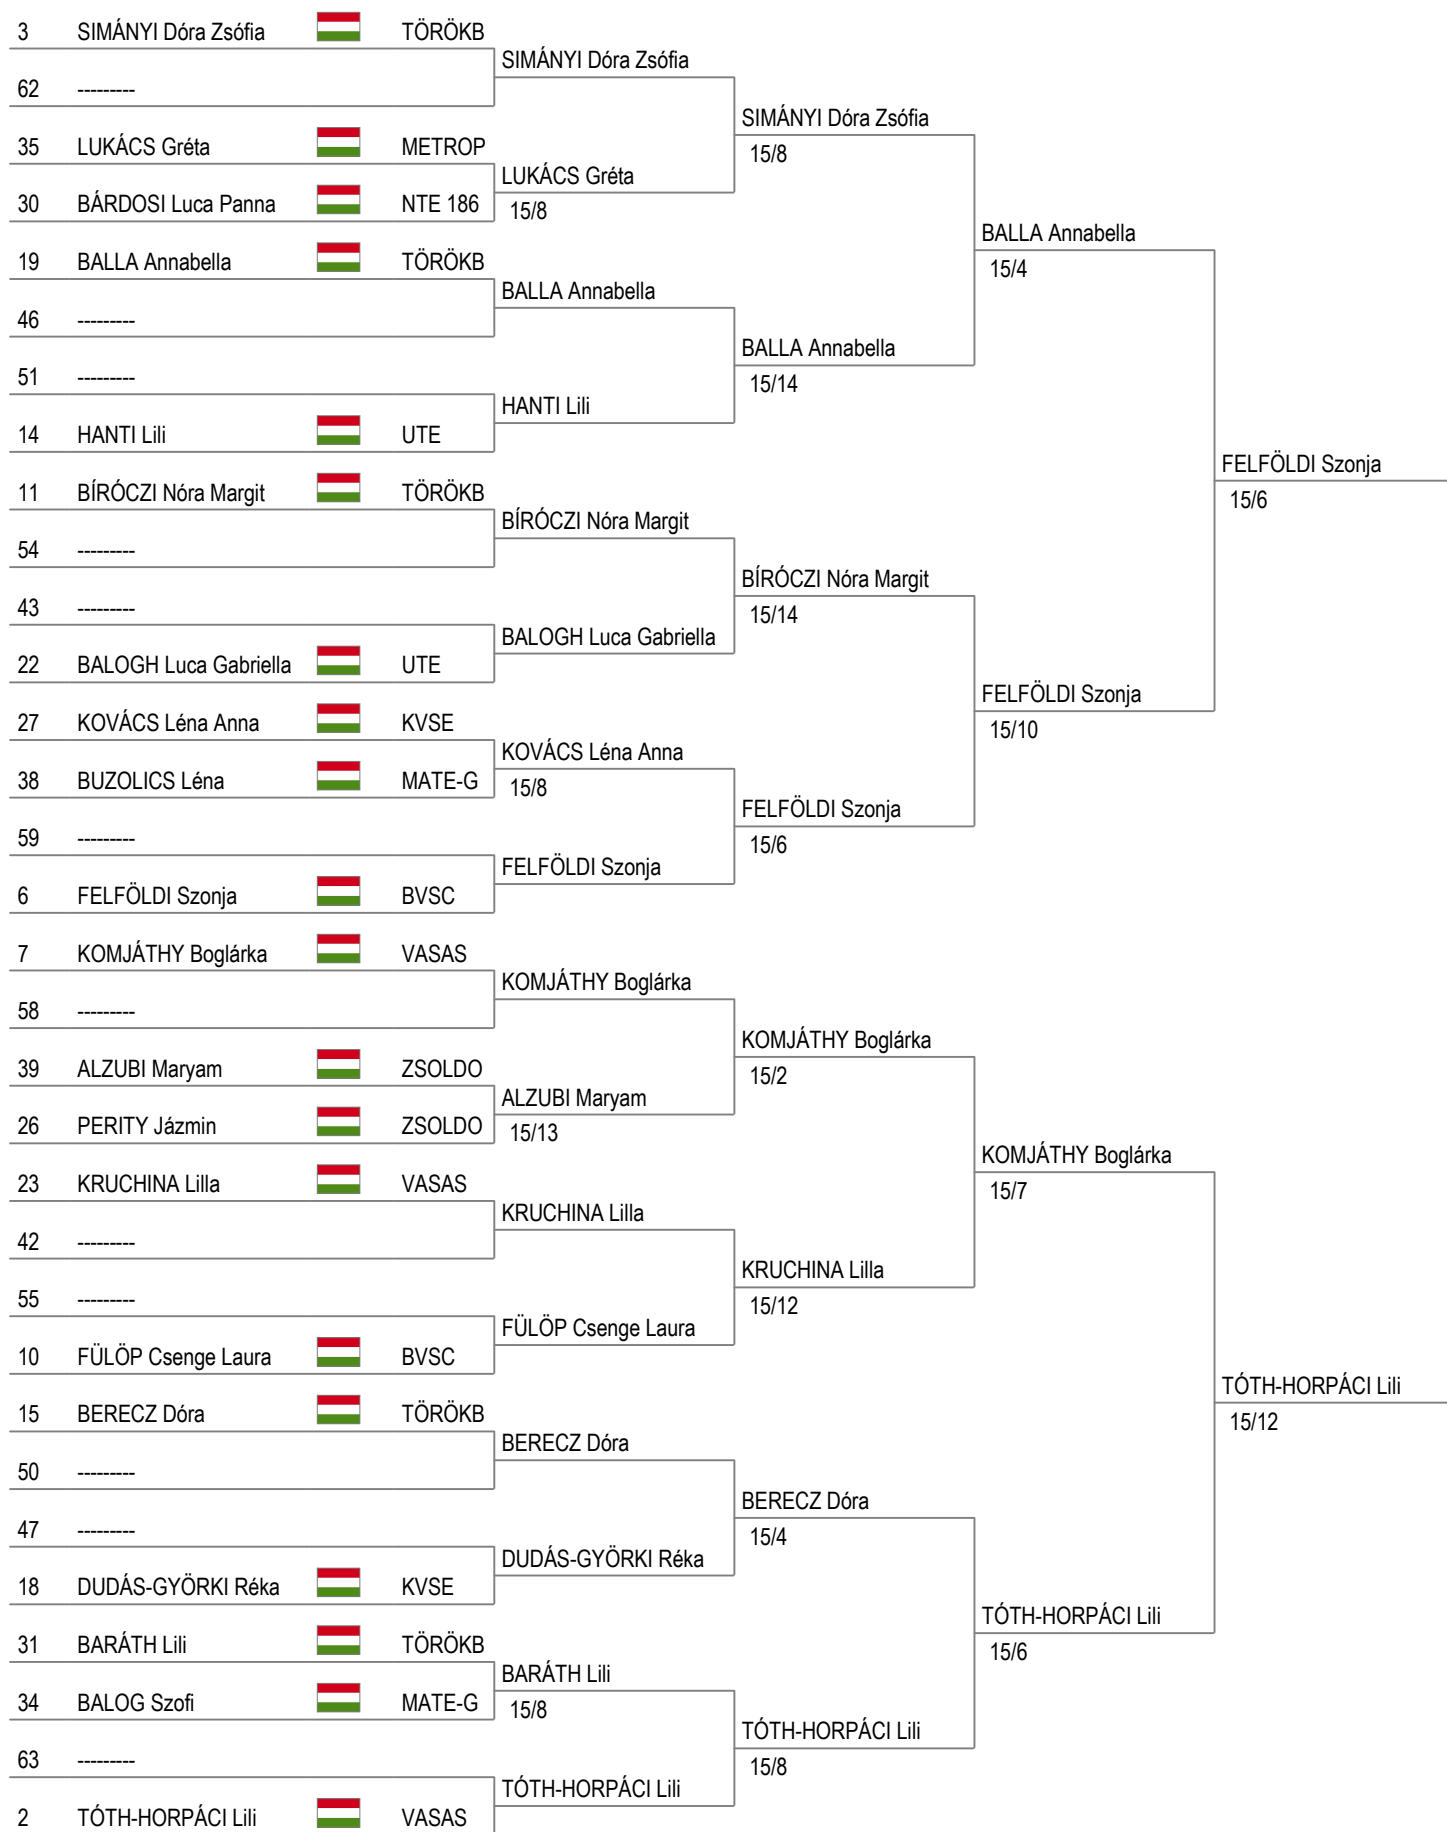 3 SIMÁNYI Dóra Zsófia TÖRÖKB
SIMÁNYI Dóra Zsófia
62 ---------
SIMÁNYI Dóra Zsófia
15/8
35 LUKÁCS Gréta METROP
LUKÁCS Gréta
15/8
30 BÁRDOSI Luca Panna NTE 186
BALLA Annabella
15/4
19 BALLA Annabella TÖRÖKB
BALLA Annabella
46 ---------
BALLA Annabella
15/14
51 ---------
HANTI Lili
14 HANTI Lili UTE
FELFÖLDI Szonja
15/6
11 BÍRÓCZI Nóra Margit TÖRÖKB
BÍRÓCZI Nóra Margit
54 ---------
BÍRÓCZI Nóra Margit
15/14
43 ---------
BALOGH Luca Gabriella
22 BALOGH Luca Gabriella UTE
FELFÖLDI Szonja
15/10
27 KOVÁCS Léna Anna KVSE
KOVÁCS Léna Anna
15/8
38 BUZOLICS Léna MATE-G
FELFÖLDI Szonja
15/6
59 ---------
FELFÖLDI Szonja
6 FELFÖLDI Szonja BVSC
7 KOMJÁTHY Boglárka VASAS
KOMJÁTHY Boglárka
58 ---------
KOMJÁTHY Boglárka
15/2
39 ALZUBI Maryam ZSOLDO
ALZUBI Maryam
15/13
26 PERITY Jázmin ZSOLDO
KOMJÁTHY Boglárka
15/7
23 KRUCHINA Lilla VASAS
KRUCHINA Lilla
42 ---------
KRUCHINA Lilla
15/12
55 ---------
FÜLÖP Csenge Laura
10 FÜLÖP Csenge Laura BVSC
TÓTH-HORPÁCI Lili
15/12
15 BERECZ Dóra TÖRÖKB
BERECZ Dóra
50 ---------
BERECZ Dóra
15/4
47 ---------
DUDÁS-GYÖRKI Réka
18 DUDÁS-GYÖRKI Réka KVSE
TÓTH-HORPÁCI Lili
15/6
31 BARÁTH Lili TÖRÖKB
BARÁTH Lili
15/8
34 BALOG Szofi MATE-G
TÓTH-HORPÁCI Lili
15/8
63 ---------
TÓTH-HORPÁCI Lili
2 TÓTH-HORPÁCI Lili VASAS